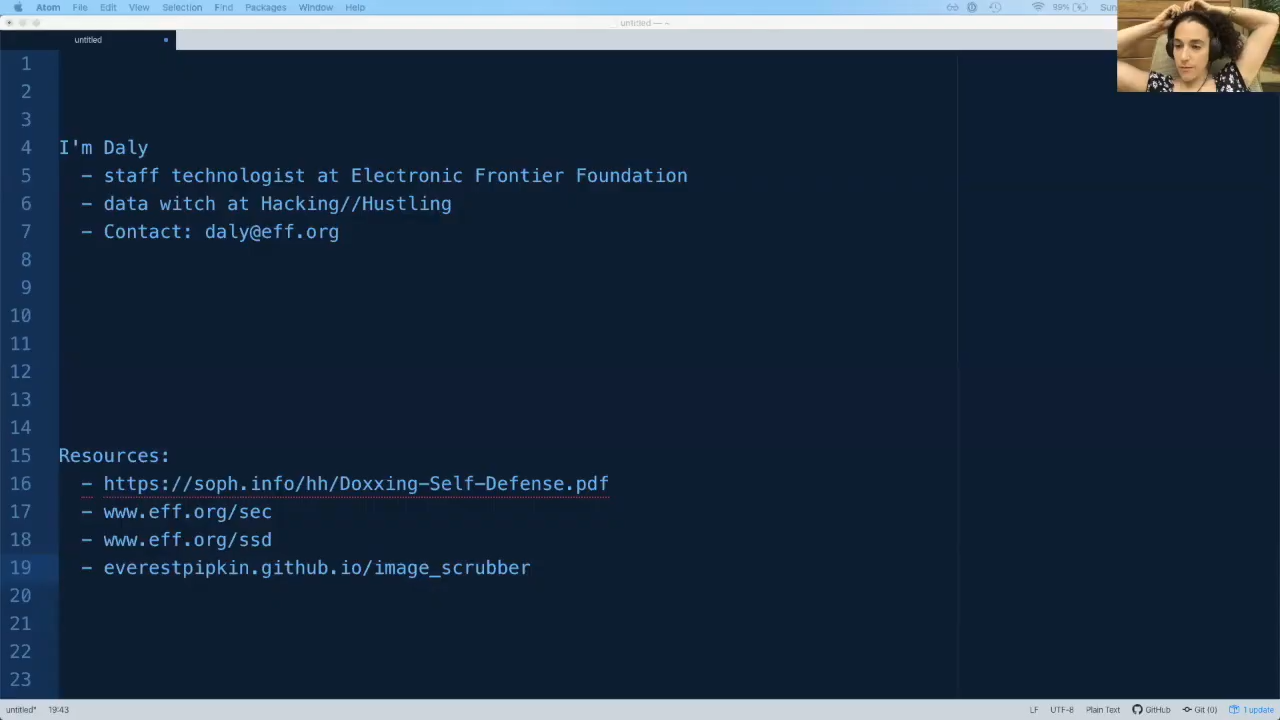 Atom File Edit View Selection Find Packages Window Help 99% Sun
untitled — ~
untitled
1
2
3
4 I'm Daly
5 - staff technologist at Electronic Frontier Foundation
6 - data witch at Hacking//Hustling
7 - Contact: daly@eff.org
8
9
10
11
12
13
14
15 Resources:
16 - https://soph.info/hh/Doxxing-Self-Defense.pdf
17 - www.eff.org/sec
18 - www.eff.org/ssd
19 - everestpipkin.github.io/image_scrubber
20
21
22
23
untitled* 19:43 LF UTF-8 Plain Text GitHub Git (0) 1 update